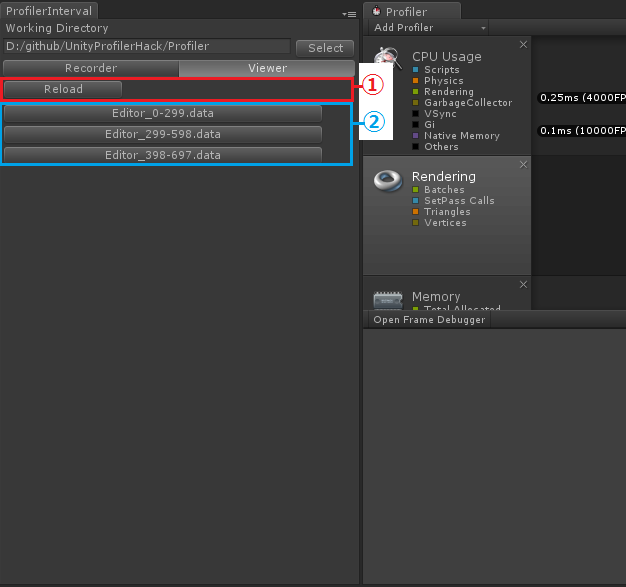 ProfilerInterval
Working Directory
D:/github/UnityProfilerHack/Profiler
Select
Recorder
Viewer
Reload
①
②
Editor_0-299.data
Editor_299-598.data
Editor_398-697.data
Profiler
Add Profiler
CPU Usage
Scripts
Physics
Rendering
GarbageCollector
VSync
Gi
Native Memory
Others
0.25ms (4000FP
0.1ms (10000FP
Rendering
Batches
SetPass Calls
Triangles
Vertices
Memory
Total Allocated
Open Frame Debugger